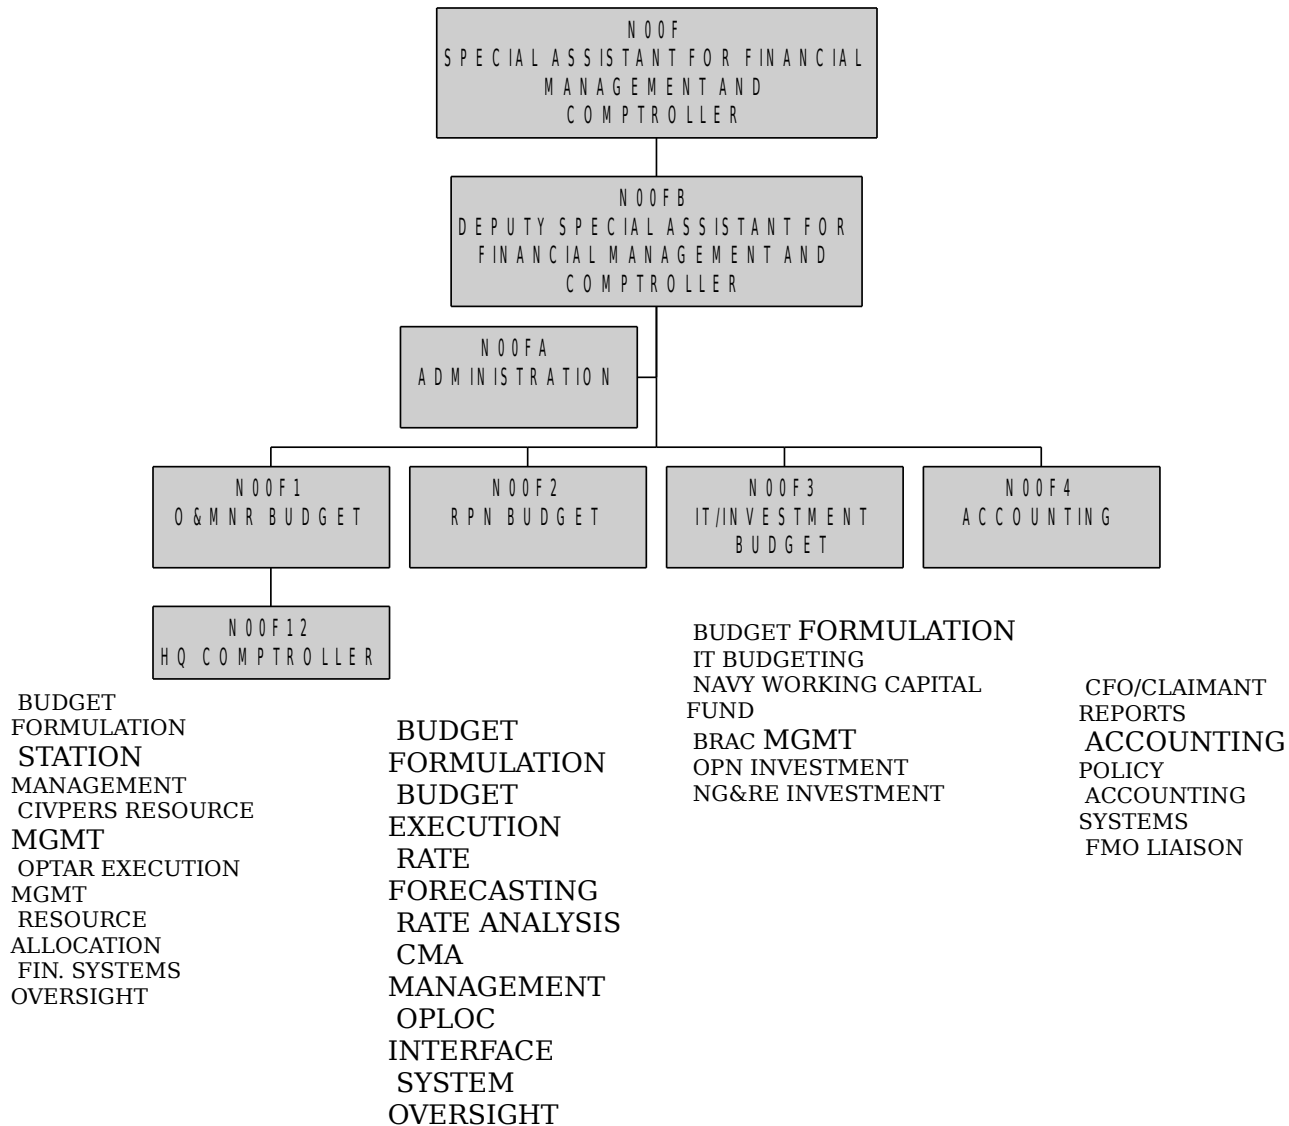 N00F
SPECIAL ASSISTANT FOR FINANCIAL
MANAGEMENT AND
COMPTROLLER
N00FB
DEPUTY SPECIAL ASSISTANT FOR
FINANCIAL MANAGEMENT AND
COMPTROLLER
N00FA
ADMINISTRATION
N00F1
O&MNR BUDGET
N00F2
RPN BUDGET
N00F3
IT/INVESTMENT
BUDGET
N00F4
ACCOUNTING
N00F12
HQ COMPTROLLER
BUDGET
FORMULATION
STATION
MANAGEMENT
CIVPERS RESOURCE
MGMT
OPTAR EXECUTION
MGMT
RESOURCE
ALLOCATION
FIN. SYSTEMS
OVERSIGHT
BUDGET
FORMULATION
BUDGET
EXECUTION
RATE
FORECASTING
RATE ANALYSIS
CMA
MANAGEMENT
OPLOC
INTERFACE
SYSTEM
OVERSIGHT
BUDGET FORMULATION
IT BUDGETING
NAVY WORKING CAPITAL
FUND
BRAC MGMT
OPN INVESTMENT
NG&RE INVESTMENT
CFO/CLAIMANT
REPORTS
ACCOUNTING
POLICY
ACCOUNTING
SYSTEMS
FMO LIAISON